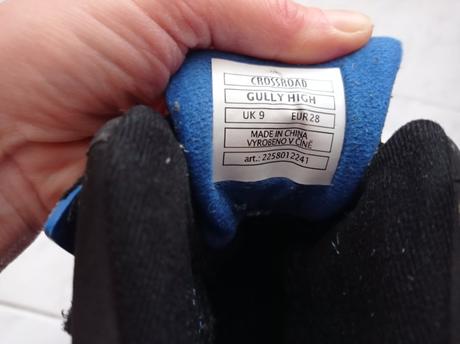 CROSSROAD
GULLY HIGH
UK 9 EUR 28
MADE IN CHINA
VYROBENO V ČÍNĚ
art.: 2258012241